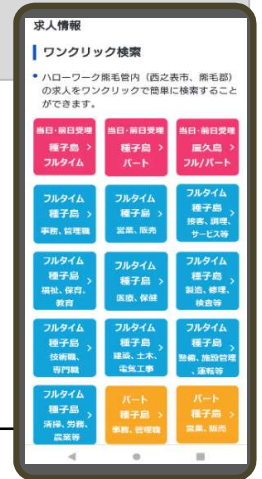 求人情報
ワンクリック検索
• ハローワーク熊毛管内（西之表市、熊毛郡）
の求人をワンクリックで簡単に検索すること
ができます。
当日・前日受理
種子島 >
フルタイム
当日・前日受理
種子島 >
パート
当日・前日受理
屋久島 >
フル/パート
フルタイム
種子島 >
事務、管理職
フルタイム
種子島 >
営業、販売
フルタイム
種子島 >
接客、調理、
サービス等
フルタイム
種子島 >
福祉、保育、
教育
フルタイム
種子島 >
医療、保健
フルタイム
種子島 >
製造、修理、
検査等
フルタイム
種子島 >
技術職、
専門職
フルタイム
種子島 >
建築、土木、
電気工事
フルタイム
種子島 >
整備、施設管理
、運転等
フルタイム
種子島 >
清掃、労務、
農業等
パート
種子島 >
事務、管理職
パート
種子島 >
営業、販売